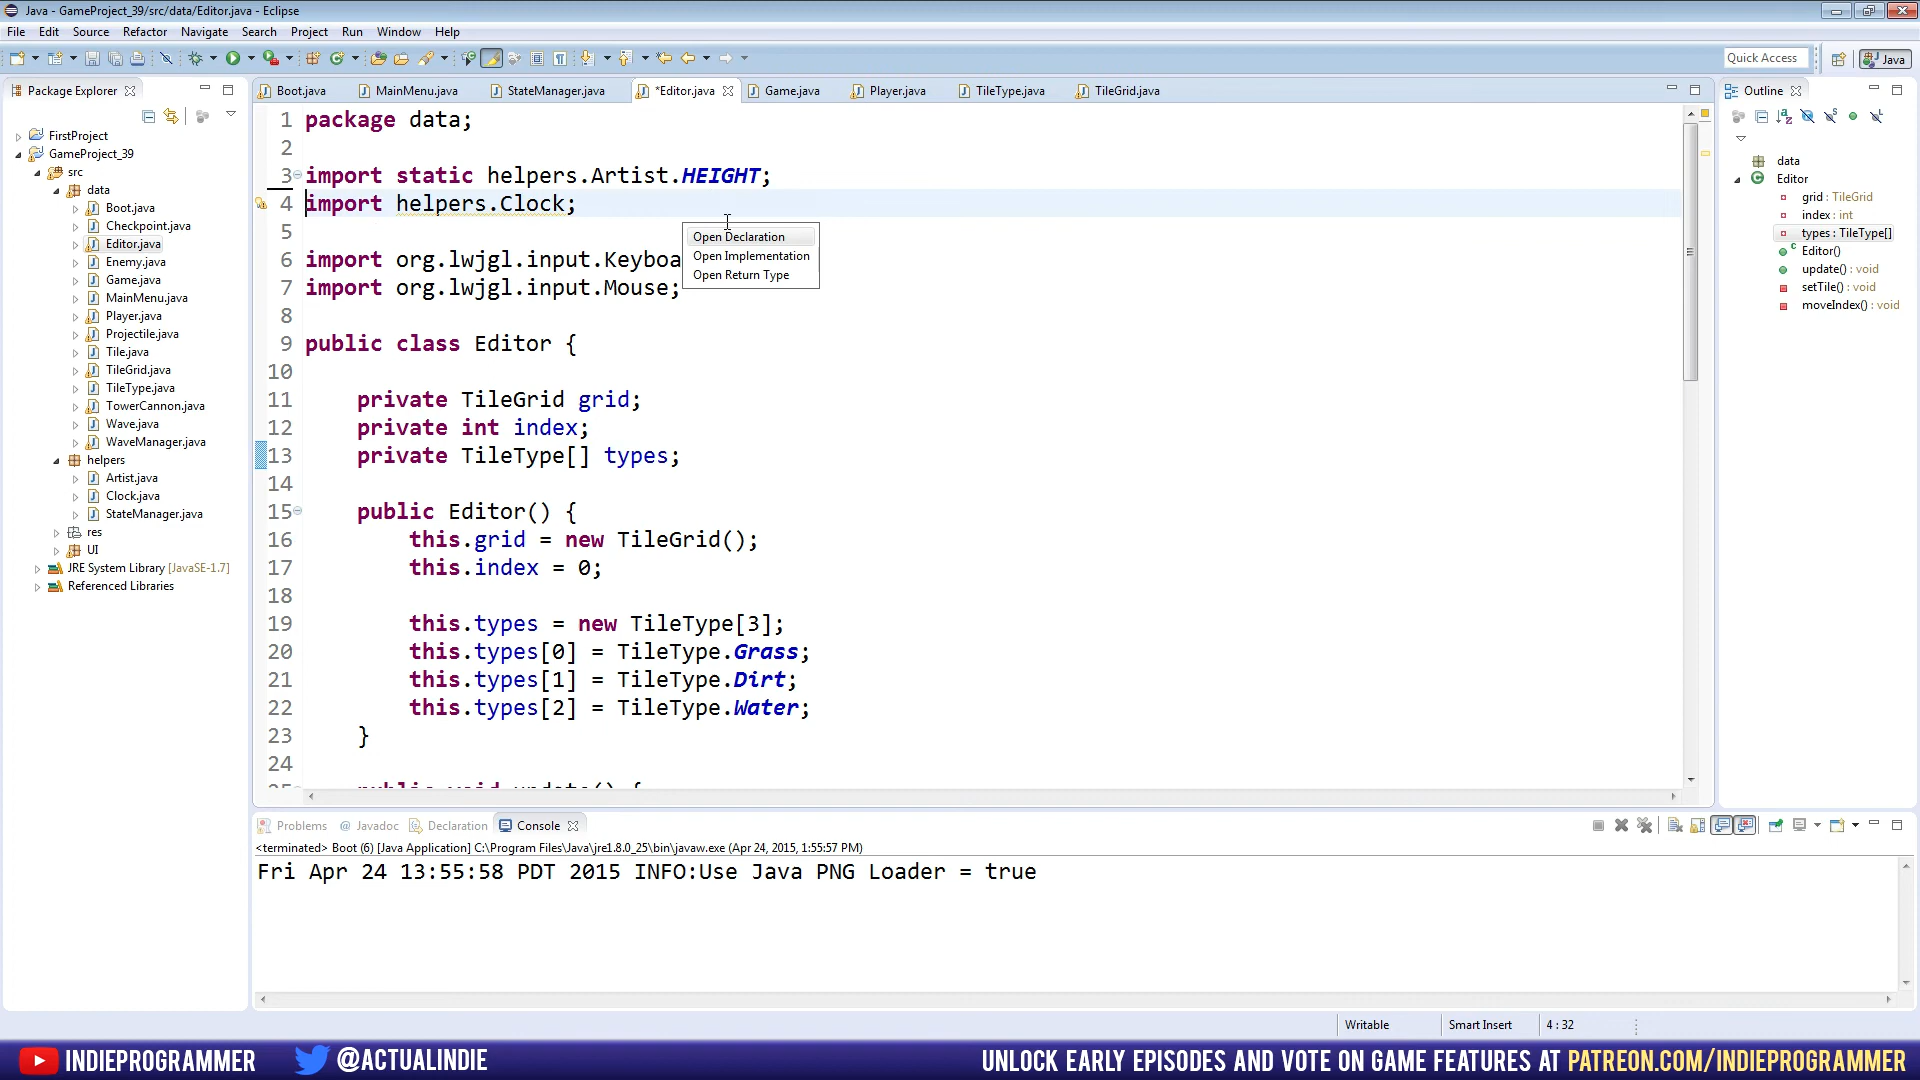 Java - GameProject_39/src/data/Editor.java - Eclipse
File Edit Source Refactor Navigate Search Project Run Window Help
Quick Access Java
Package Explorer
FirstProject
GameProject_39
src
data
Boot.java
Checkpoint.java
Editor.java
Enemy.java
Game.java
MainMenu.java
Player.java
Projectile.java
Tile.java
TileGrid.java
TileType.java
TowerCannon.java
Wave.java
WaveManager.java
helpers
Artist.java
Clock.java
StateManager.java
res
UI
JRE System Library [JavaSE-1.7]
Referenced Libraries
Boot.java MainMenu.java StateManager.java *Editor.java Game.java Player.java TileType.java TileGrid.java
1 package data;
2
3 import static helpers.Artist.HEIGHT;
4 import helpers.Clock;
5
6 import org.lwjgl.input.Keyboa
7 import org.lwjgl.input.Mouse;
8
9 public class Editor {
10
11 private TileGrid grid;
12 private int index;
13 private TileType[] types;
14
15 public Editor() {
16 this.grid = new TileGrid();
17 this.index = 0;
18
19 this.types = new TileType[3];
20 this.types[0] = TileType.Grass;
21 this.types[1] = TileType.Dirt;
22 this.types[2] = TileType.Water;
23 }
24
25 public void update() {
Open Declaration
Open Implementation
Open Return Type
Outline
data
Editor
grid : TileGrid
index : int
types : TileType[]
Editor()
update() : void
setTile() : void
moveIndex() : void
Problems @ Javadoc Declaration Console
<terminated> Boot (6) [Java Application] C:\Program Files\Java\jre1.8.0_25\bin\javaw.exe (Apr 24, 2015, 1:55:57 PM)
Fri Apr 24 13:55:58 PDT 2015 INFO:Use Java PNG Loader = true
Writable Smart Insert 4 : 32
INDIEPROGRAMMER @ACTUALINDIE UNLOCK EARLY EPISODES AND VOTE ON GAME FEATURES AT PATREON.COM/INDIEPROGRAMMER